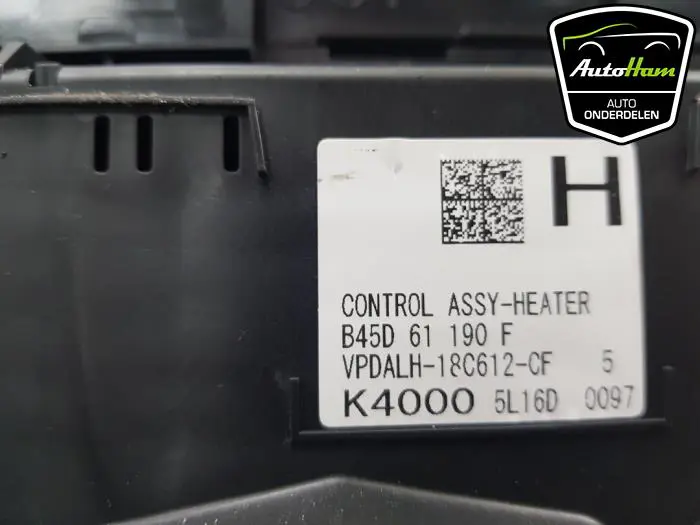 AutoHam
AUTO
ONDERDELEN
H
CONTROL ASSY-HEATER
B45D 61 190 F
VPDALH-18C612-CF 5
K4000 5L16D 0097